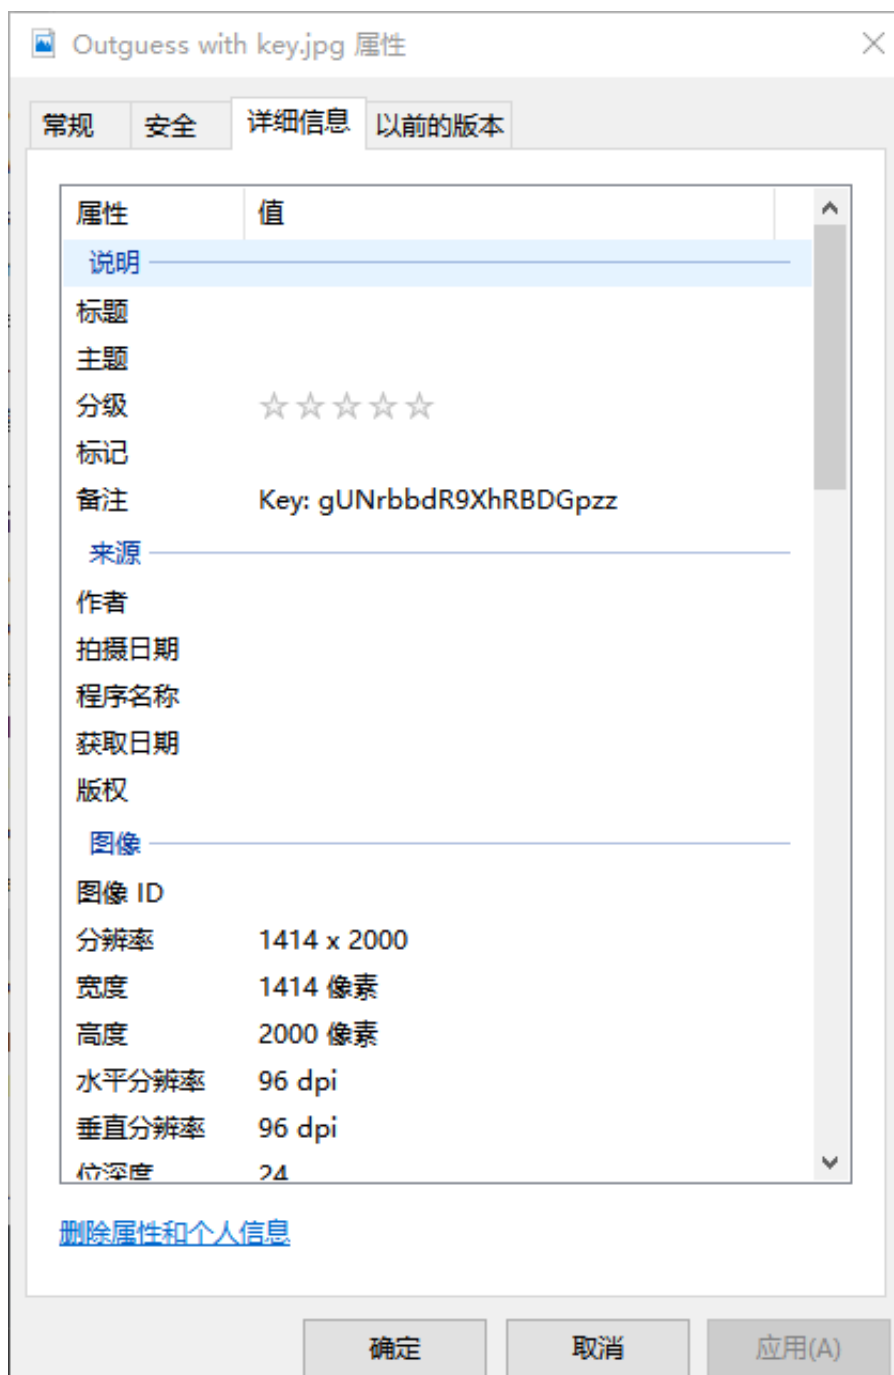 Outguess with key.jpg 属性
常规 安全 详细信息 以前的版本
属性 值
说明
标题
主题
分级
标记
备注 Key: gUNrbbdR9XhRBDGpzz
来源
作者
拍摄日期
程序名称
获取日期
版权
图像
图像 ID
分辨率 1414 x 2000
宽度 1414 像素
高度 2000 像素
水平分辨率 96 dpi
垂直分辨率 96 dpi
位深度 24
删除属性和个人信息
确定 取消 应用(A)